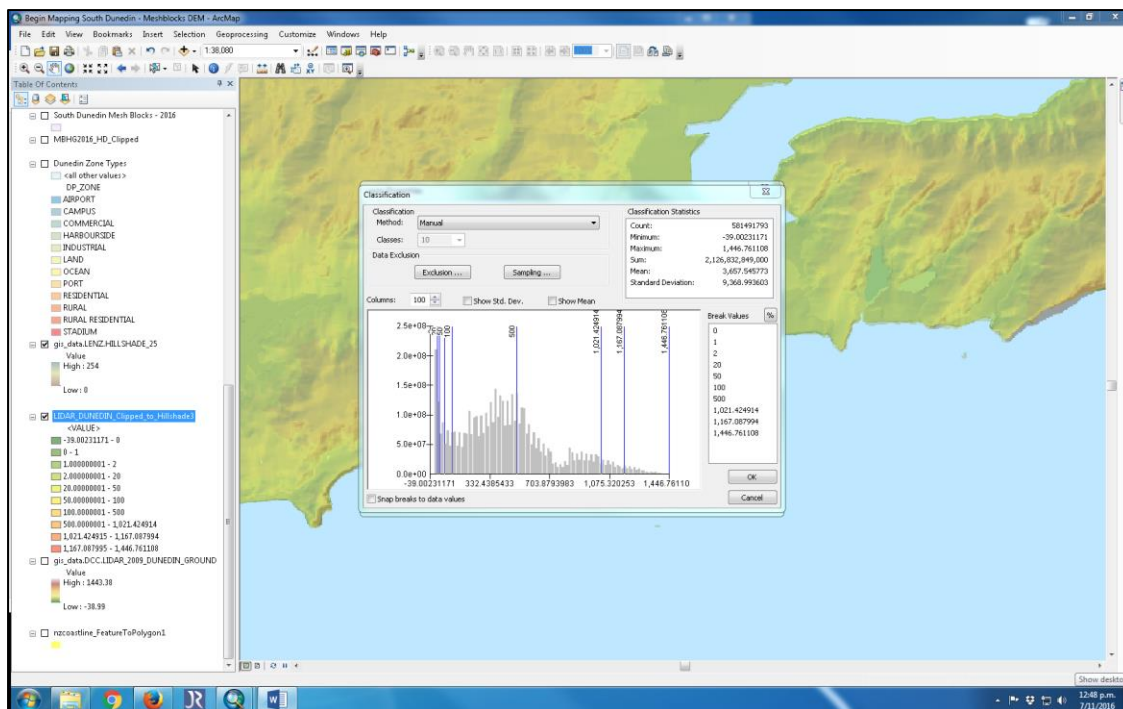 Begin Mapping South Dunedin - Meshblocks DEM - ArcMap
File Edit View Bookmarks Insert Selection Geoprocessing Customize Windows Help
1:38,080
Table Of Contents
South Dunedin Mesh Blocks - 2016
MBHG2016_HD_Clipped
Dunedin Zone Types
<all other values>
DP_ZONE
AIRPORT
CAMPUS
COMMERCIAL
HARBOURSIDE
INDUSTRIAL
LAND
OCEAN
PORT
RESIDENTIAL
RURAL
RURAL RESIDENTIAL
STADIUM
gis_data.LENZ.HILLSHADE_25
Value
High : 254
Low : 0
LIDAR_DUNEDIN_Clipped_to_Hillshade3
<VALUE>
-39.00231171 - 0
0 - 1
1.000000001 - 2
2.000000001 - 20
20.00000001 - 50
50.00000001 - 100
100.0000001 - 500
500.0000001 - 1,021.424914
1,021.424915 - 1,167.087994
1,167.087995 - 1,446.761108
gis_data.DCC.LIDAR_2009_DUNEDIN_GROUND
Value
High : 1443.38
Low : -38.99
nzcoastline_FeatureToPolygon1
Classification
Classification
Method: Manual
Classes: 10
Data Exclusion
Exclusion ...
Sampling ...
Classification Statistics
Count: 581491793
Minimum: -39.00231171
Maximum: 1,446.761108
Sum: 2,126,832,849,000
Mean: 3,657.545773
Standard Deviation: 9,368.993603
Columns: 100
Show Std. Dev.
Show Mean
Break Values
%
0
1
2
20
50
100
500
1,021.424914
1,167.087994
1,446.761108
2.5e+08
2.0e+08
1.5e+08
1.0e+08
5.0e+07
0.0e+00
50
100
500
1,021.424914
1,167.087994
1,446.761108
-39.00231171 332.4385433 703.8793983 1,075.320253 1,446.76110
Snap breaks to data values
OK
Cancel
Show deskto
12:48 p.m.
7/11/2016